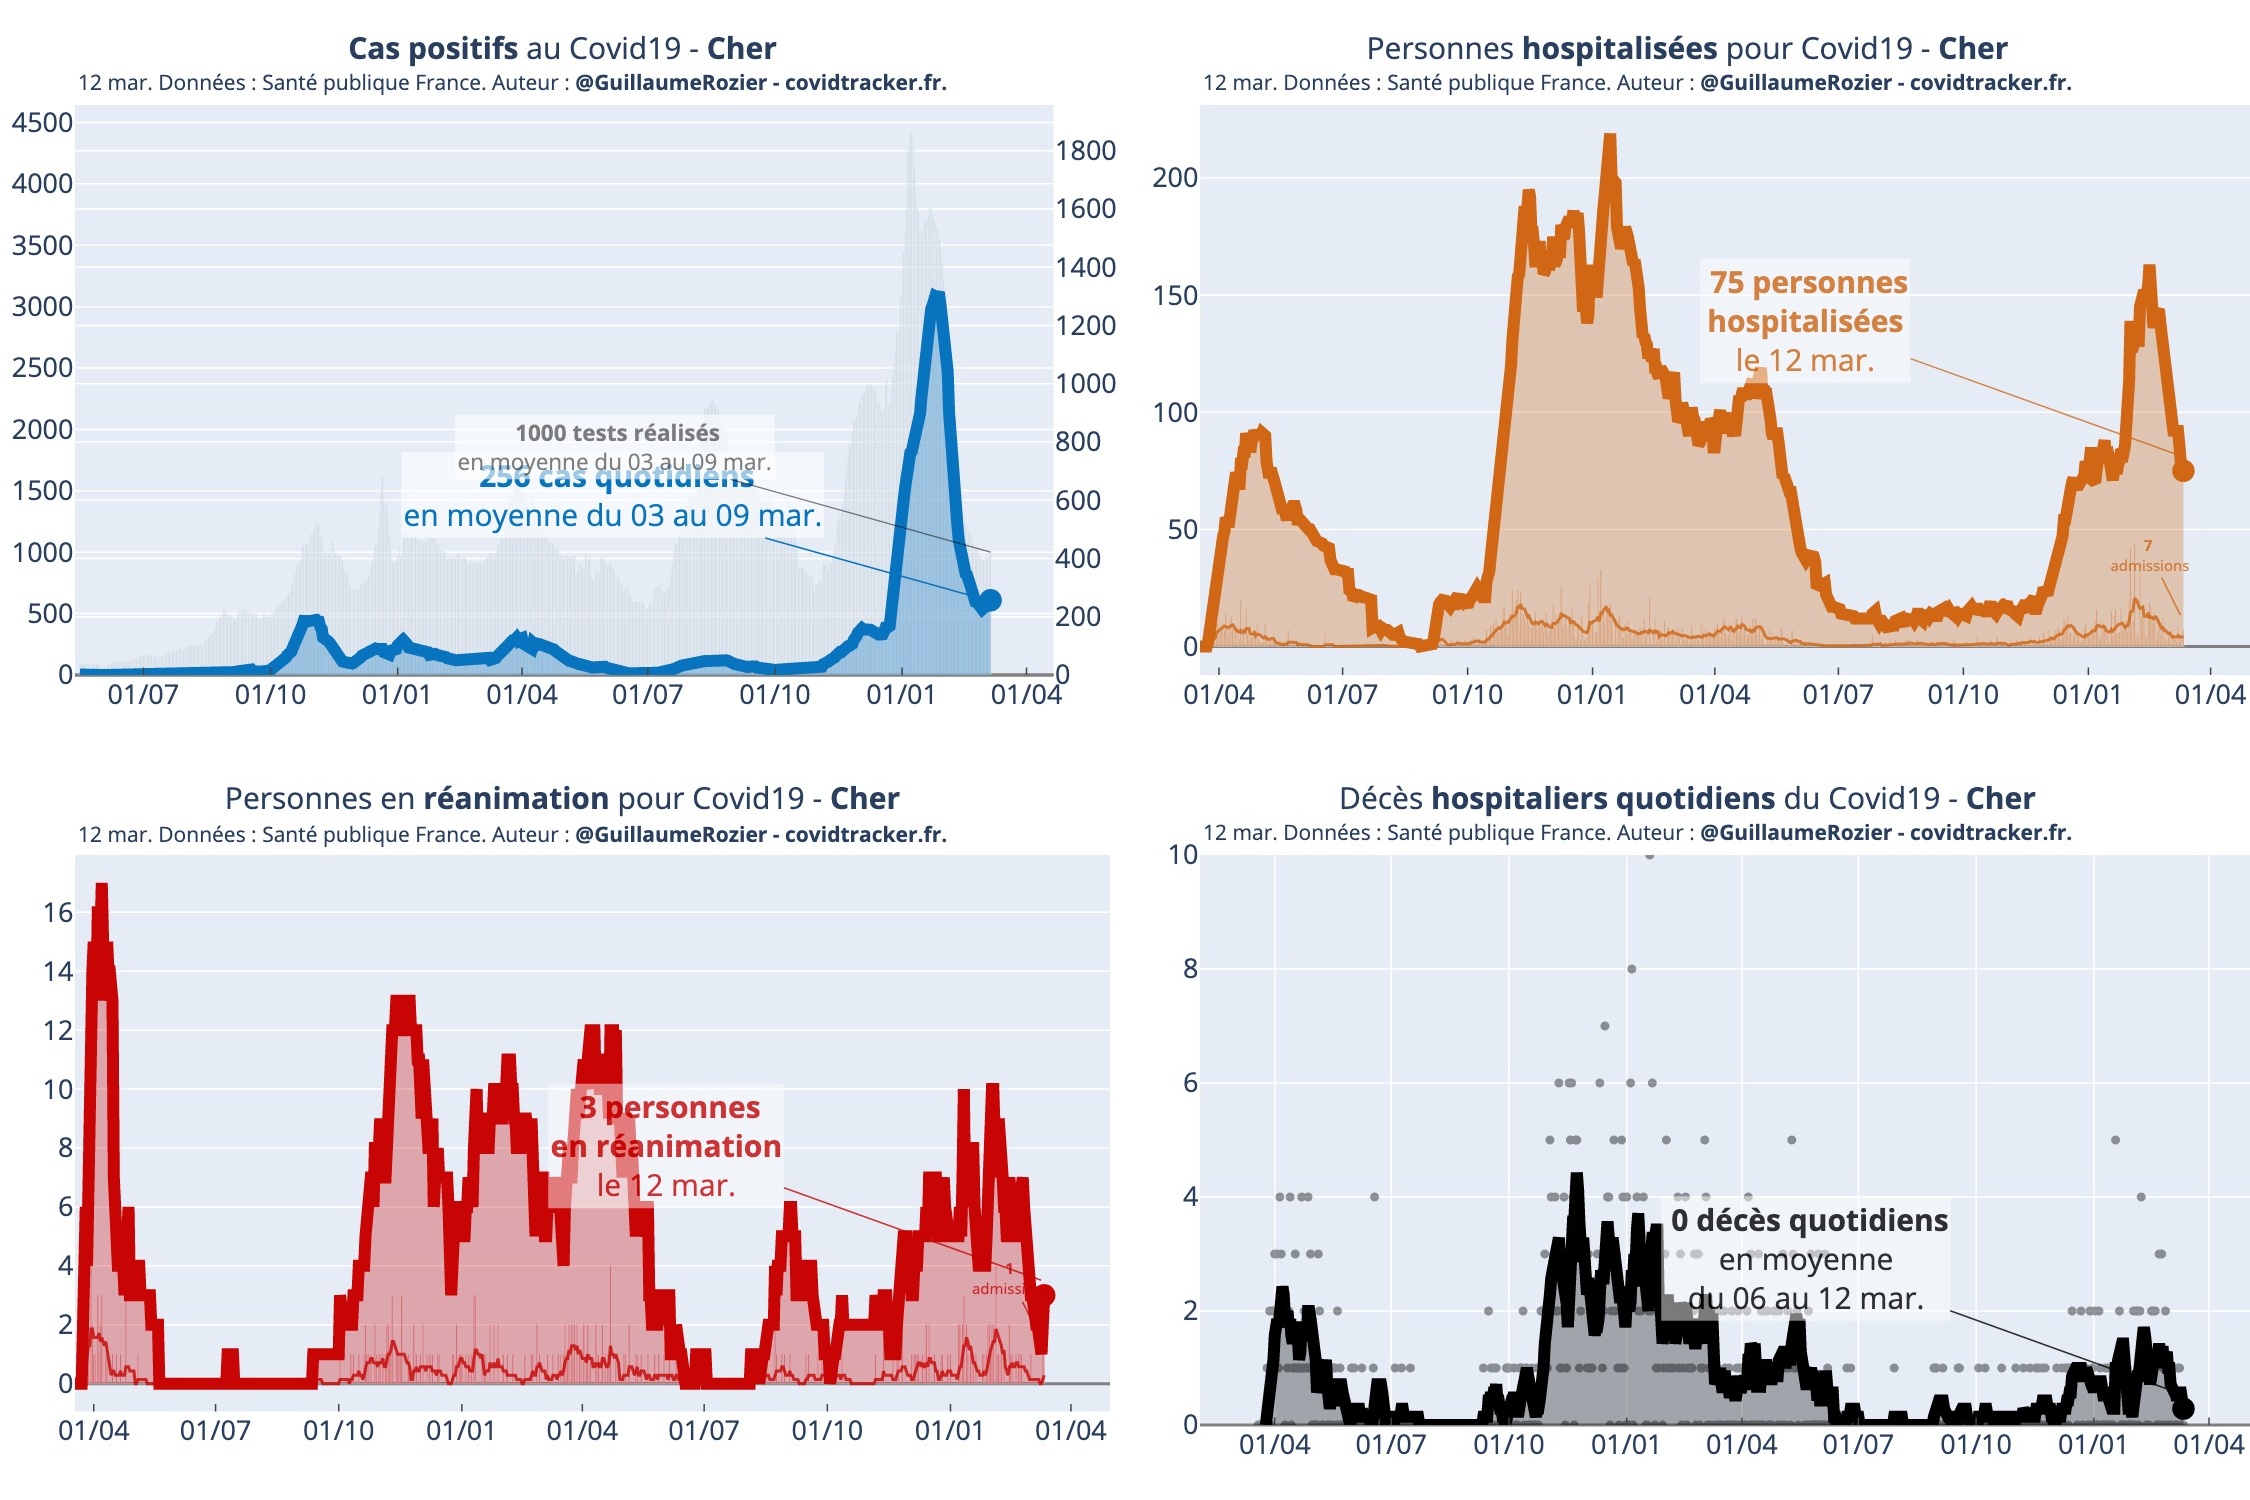 Cas positifs au Covid19 - Cher
12 mar. Données : Santé publique France. Auteur : @GuillaumeRozier - covidtracker.fr.
4500
4000
3500
3000
2500
2000
1500
1000
500
0
1800
1600
1400
1200
1000
800
600
400
200
0
1000 tests réalisés
en moyenne du 03 au 09 mar.
256 cas quotidiens
en moyenne du 03 au 09 mar.
01/07 01/10 01/01 01/04 01/07 01/10 01/01 01/04
Personnes hospitalisées pour Covid19 - Cher
12 mar. Données : Santé publique France. Auteur : @GuillaumeRozier - covidtracker.fr.
200
150
100
50
0
75 personnes
hospitalisées
le 12 mar.
7
admissions
01/04 01/07 01/10 01/01 01/04 01/07 01/10 01/01 01/04
Personnes en réanimation pour Covid19 - Cher
12 mar. Données : Santé publique France. Auteur : @GuillaumeRozier - covidtracker.fr.
16
14
12
10
8
6
4
2
0
3 personnes
en réanimation
le 12 mar.
1
01/04 01/07 01/10 01/01 01/04 01/07 01/10 01/01 01/04
Décès hospitaliers quotidiens du Covid19 - Cher
12 mar. Données : Santé publique France. Auteur : @GuillaumeRozier - covidtracker.fr.
10
8
6
4
2
0
0 décès quotidiens
en moyenne
du 06 au 12 mar.
01/04 01/07 01/10 01/01 01/04 01/07 01/10 01/01 01/04